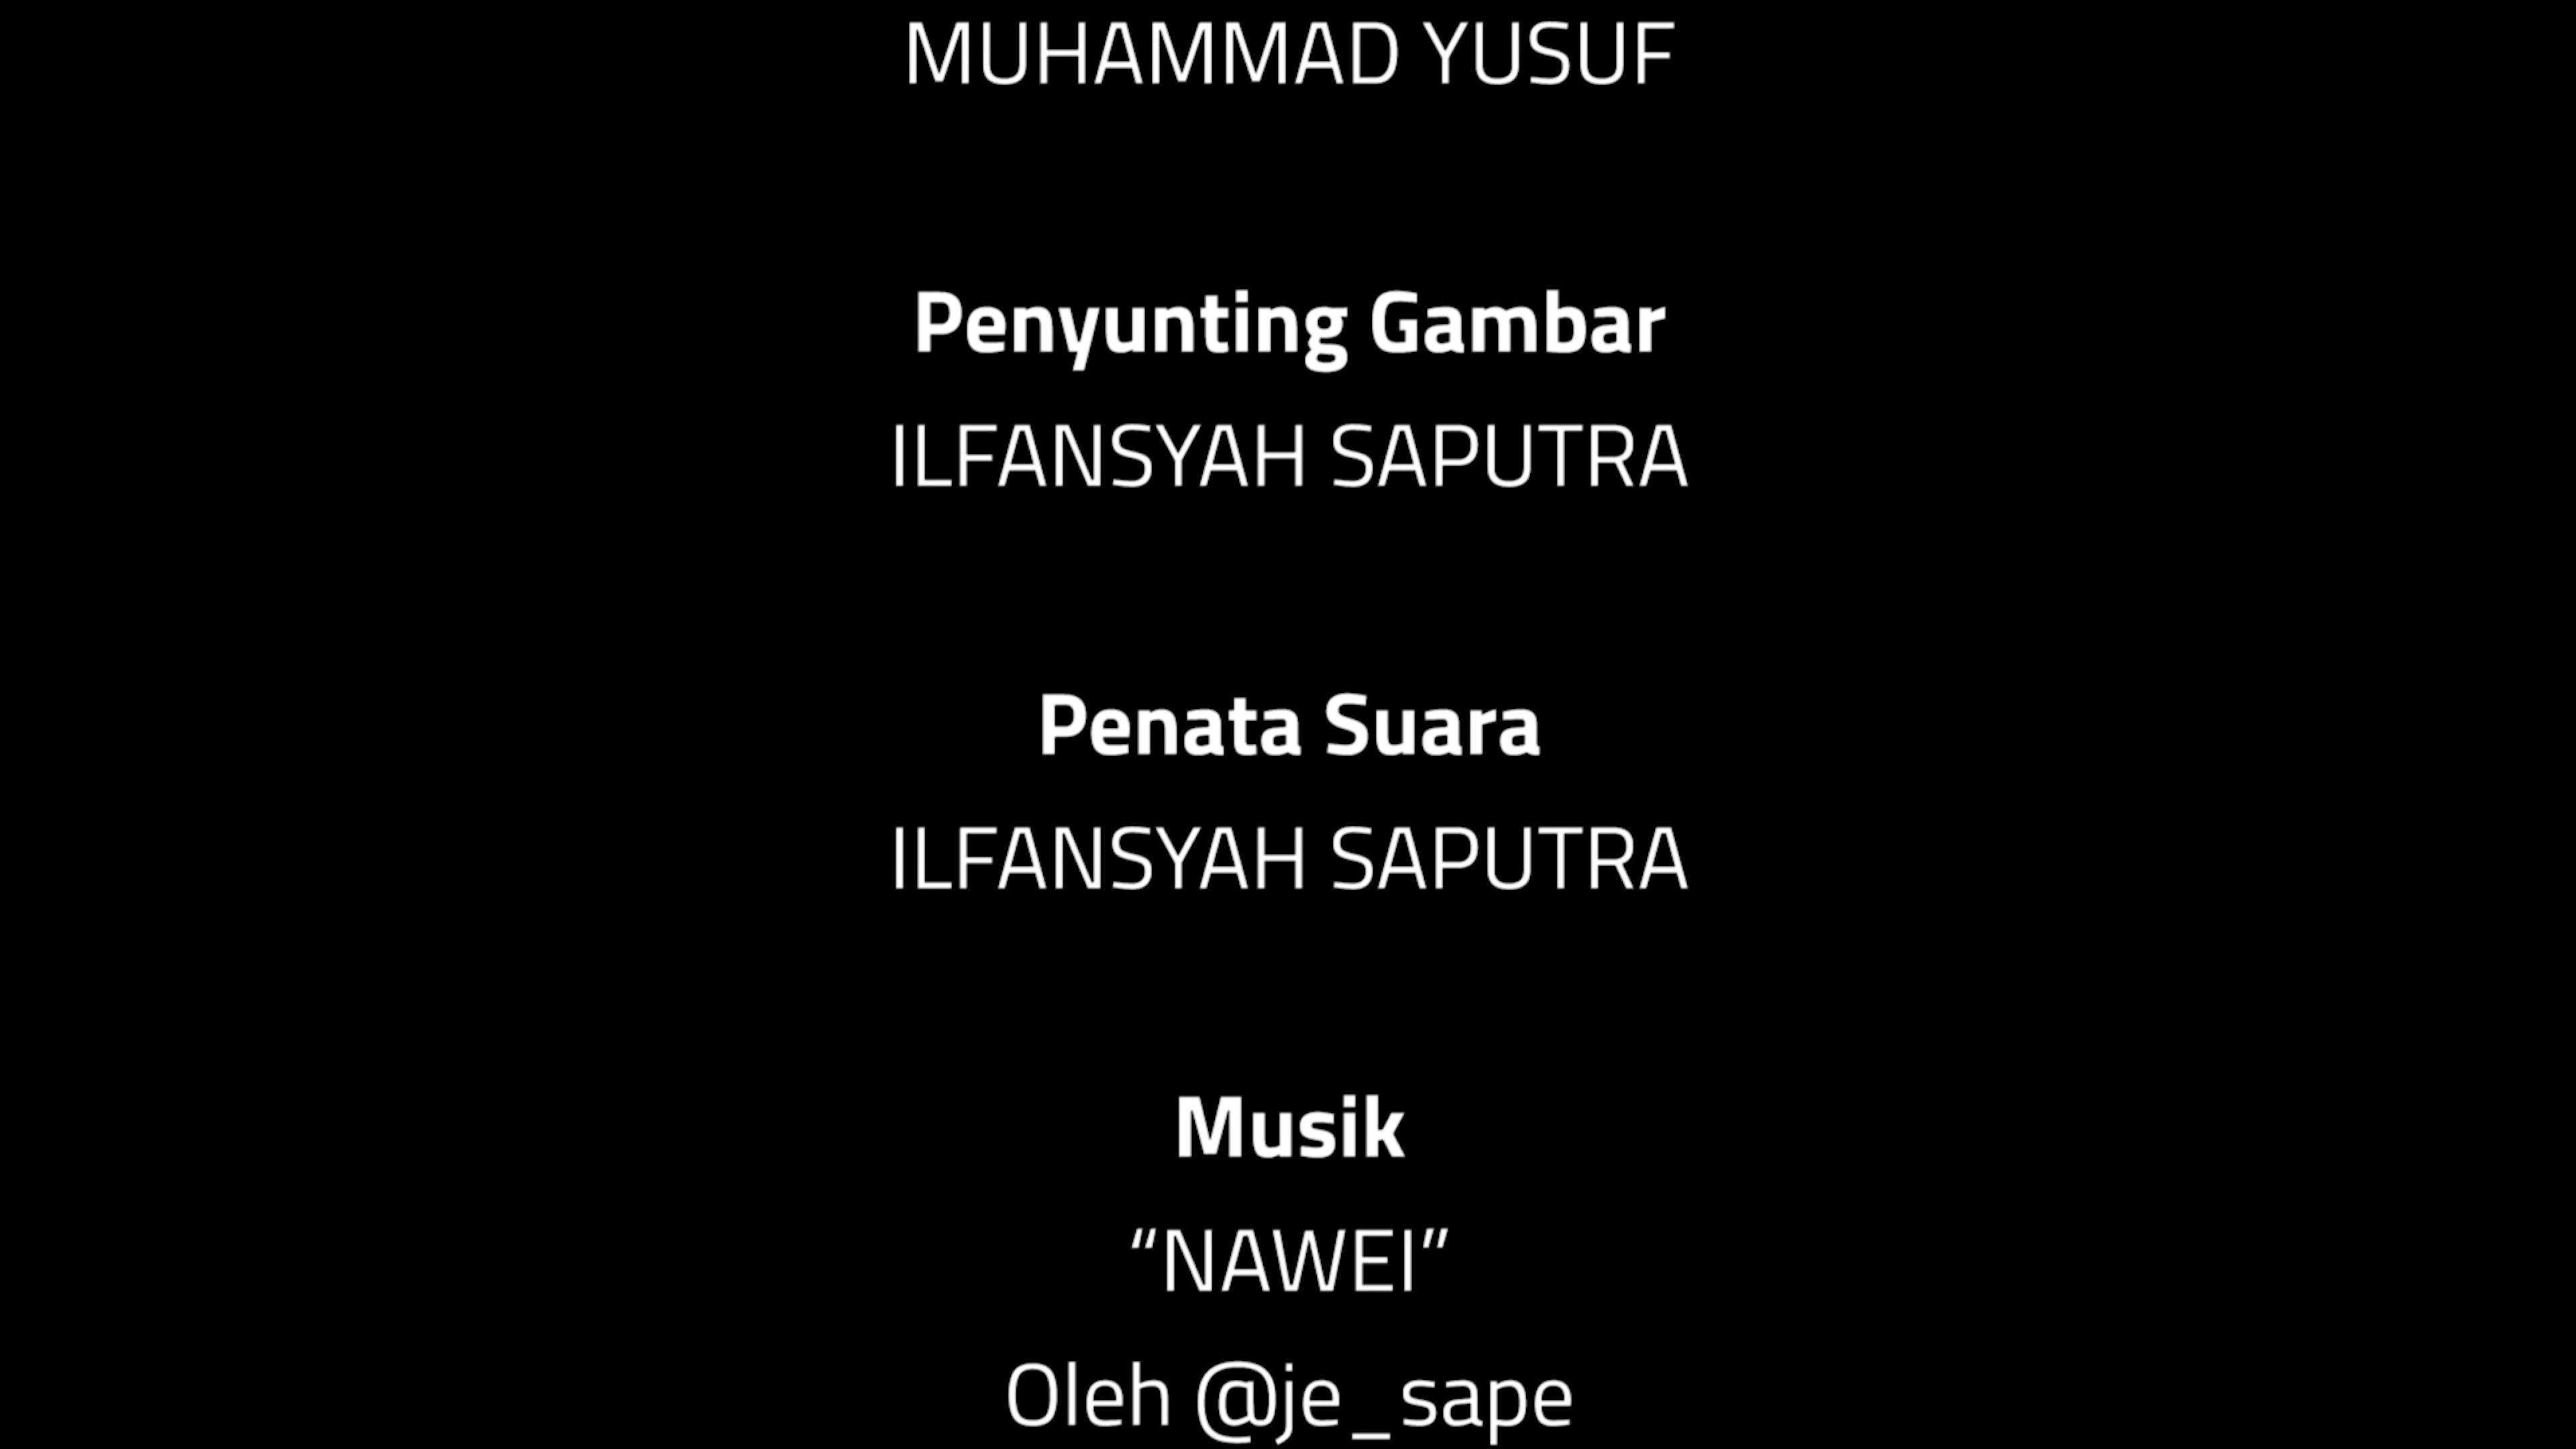 MUHAMMAD YUSUF
Penyunting Gambar
ILFANSYAH SAPUTRA
Penata Suara
ILFANSYAH SAPUTRA
Musik
“NAWEI”
Oleh @je_sape